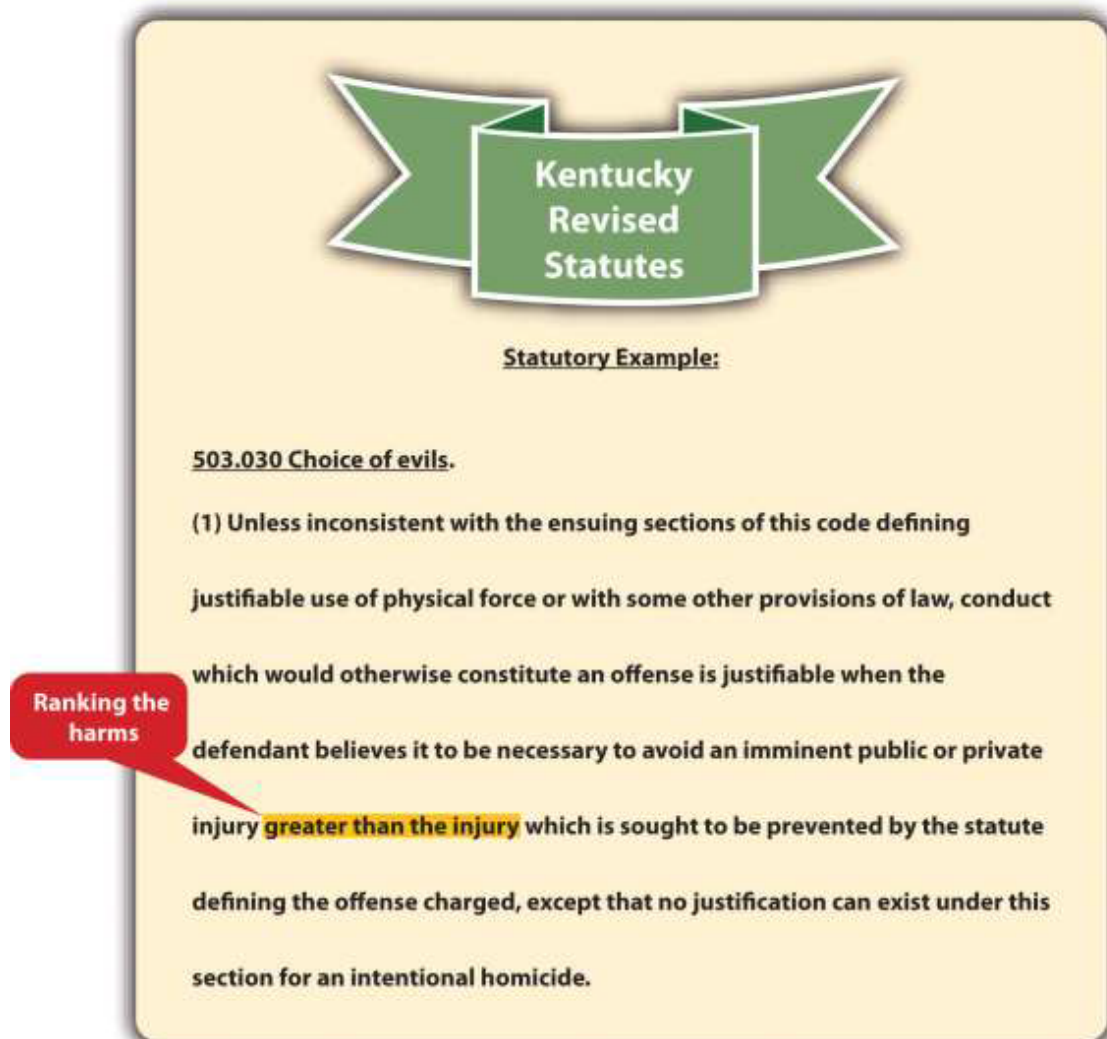 Kentucky
Revised
Statutes
Statutory Example:
503.030 Choice of evils.
(1) Unless inconsistent with the ensuing sections of this code defining
justifiable use of physical force or with some other provisions of law, conduct
which would otherwise constitute an offense is justifiable when the
Ranking the
harms
defendant believes it to be necessary to avoid an imminent public or private
injury greater than the injury which is sought to be prevented by the statute
defining the offense charged, except that no justification can exist under this
section for an intentional homicide.